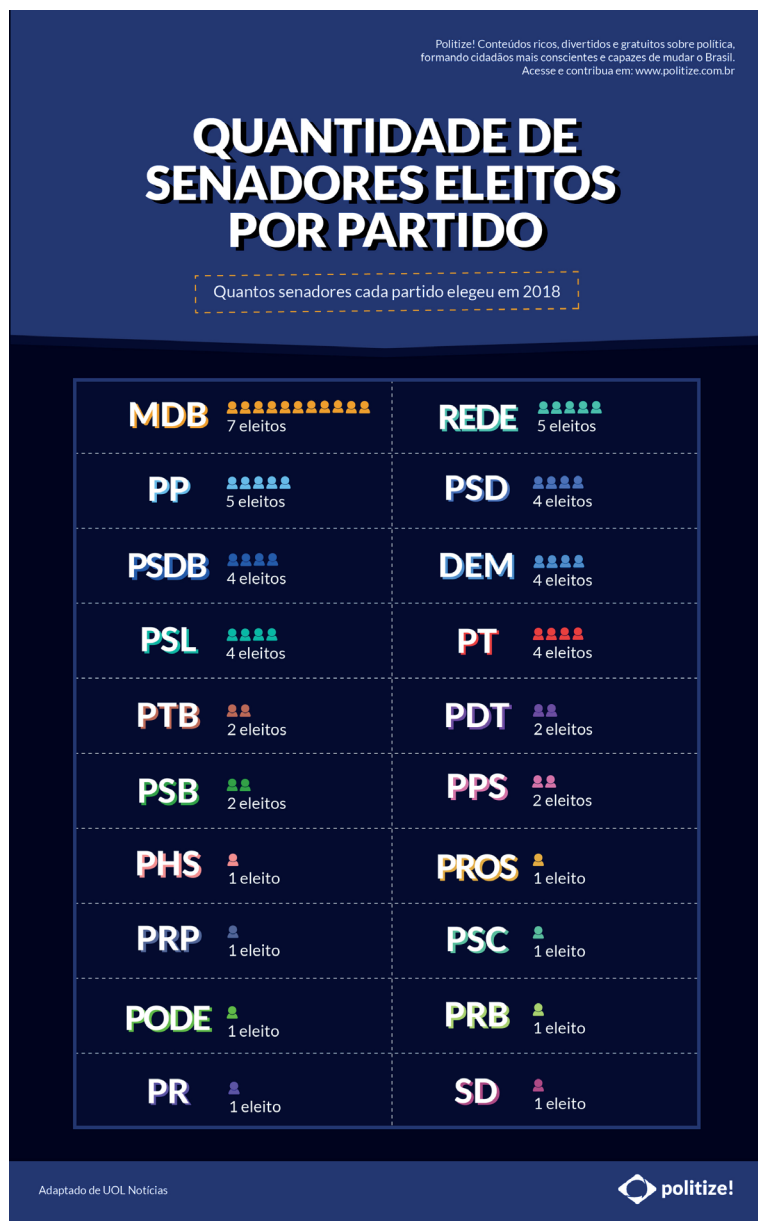 Politize! Conteúdos ricos, divertidos e gratuitos sobre política,
formando cidadãos mais conscientes e capazes de mudar o Brasil.
Acesse e contribua em: www.politize.com.br
QUANTIDADE DE
SENADORES ELEITOS
POR PARTIDO
Quantos senadores cada partido elegeu em 2018
MDB
7 eleitos
REDE
5 eleitos
PP
5 eleitos
PSD
4 eleitos
PSDB
4 eleitos
DEM
4 eleitos
PSL
4 eleitos
PT
4 eleitos
PTB
2 eleitos
PDT
2 eleitos
PSB
2 eleitos
PPS
2 eleitos
PHS
1 eleito
PROS
1 eleito
PRP
1 eleito
PSC
1 eleito
PODE
1 eleito
PRB
1 eleito
PR
1 eleito
SD
1 eleito
Adaptado de UOL Notícias
politize!